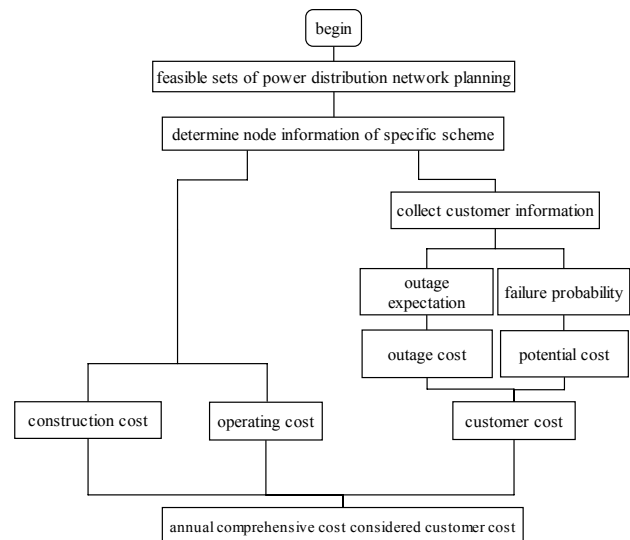 begin
feasible sets of power distribution network planning
determine node information of specific scheme
collect customer information
outage
expectation
failure probability
outage cost
potential cost
construction cost
operating cost
customer cost
annual comprehensive cost considered customer cost